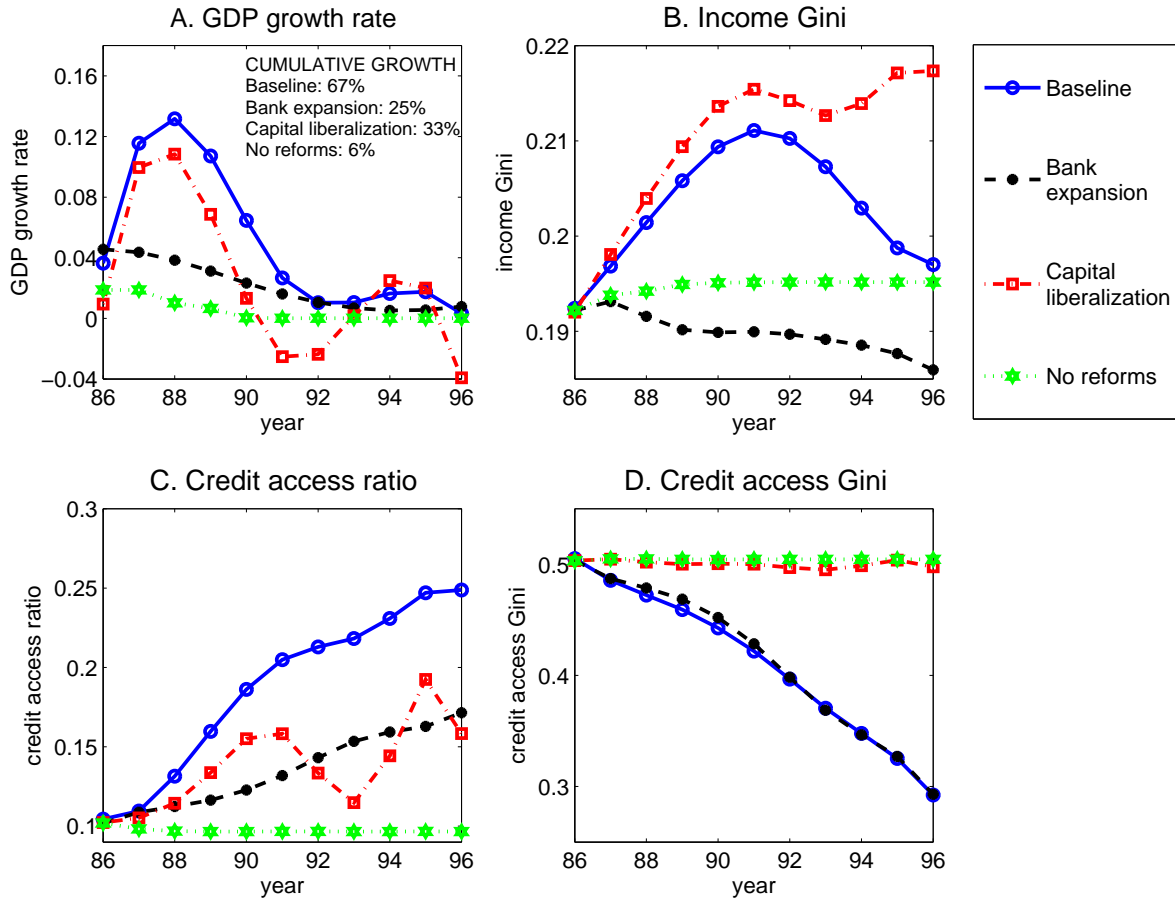 A. GDP growth rate
0.16
0.12
0.08
0.04
0
−0.04
GDP growth rate
CUMULATIVE GROWTH
Baseline: 67%
Bank expansion: 25%
Capital liberalization: 33%
No reforms: 6%
86 88 90 92 94 96
year
B. Income Gini
0.22
0.21
0.2
0.19
income Gini
86 88 90 92 94 96
year
Baseline
Bank
expansion
Capital
liberalization
No reforms
C. Credit access ratio
0.3
0.25
0.2
0.15
0.1
credit access ratio
86 88 90 92 94 96
year
D. Credit access Gini
0.5
0.4
0.3
credit access Gini
86 88 90 92 94 96
year